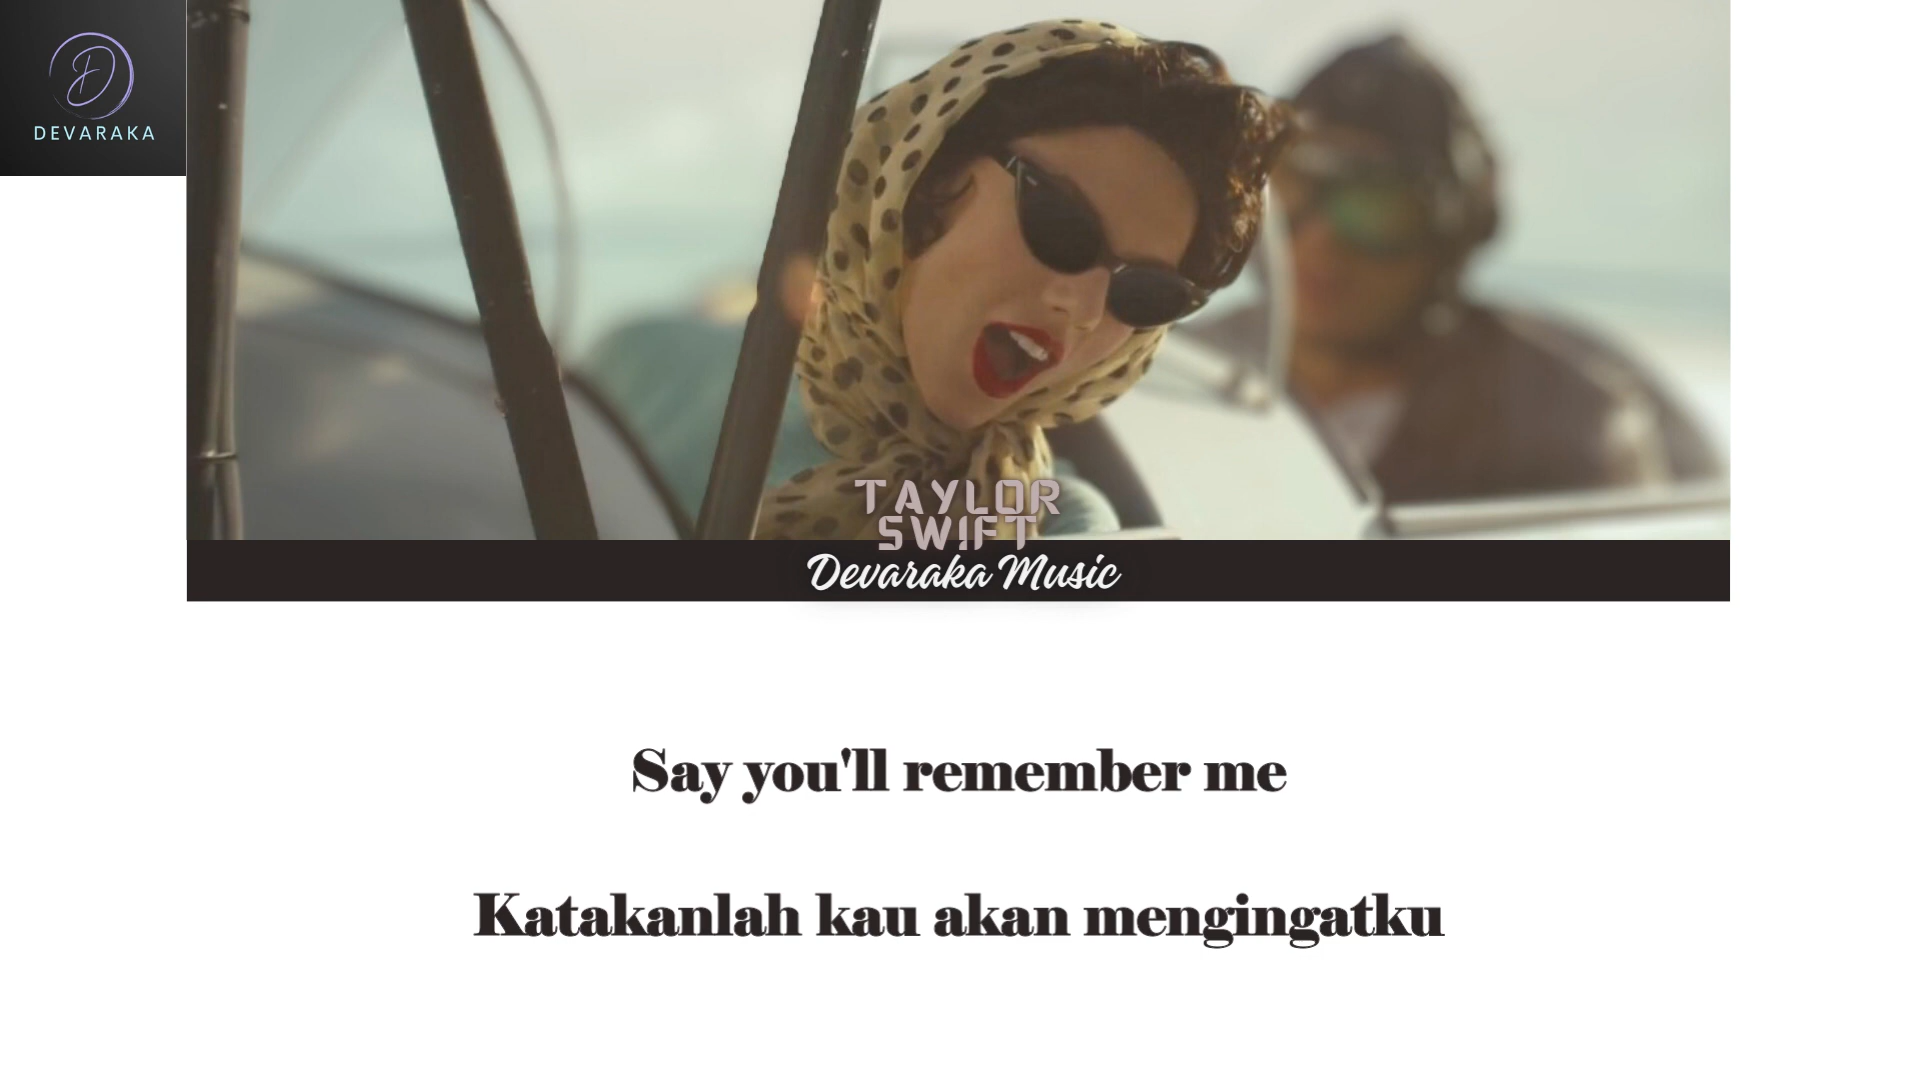 D
DEVARAKA
TAYLOR
SWIFT
Devaraka Music
Say you'll remember me
Katakanlah kau akan mengingatku